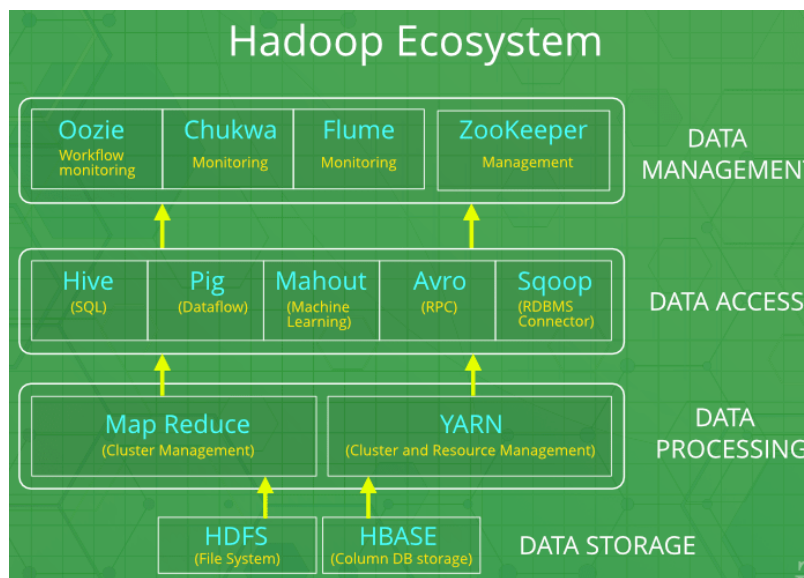 Hadoop Ecosystem
Oozie
Workflow
monitoring
Chukwa
Monitoring
Flume
Monitoring
ZooKeeper
Management
DATA
MANAGEMENT
Hive
(SQL)
Pig
(Dataflow)
Mahout
(Machine
Learning)
Avro
(RPC)
Sqoop
(RDBMS
Connector)
DATA ACCESS
Map Reduce
(Cluster Management)
YARN
(Cluster and Resource Management)
DATA
PROCESSING
HDFS
(File System)
HBASE
(Column DB storage)
DATA STORAGE